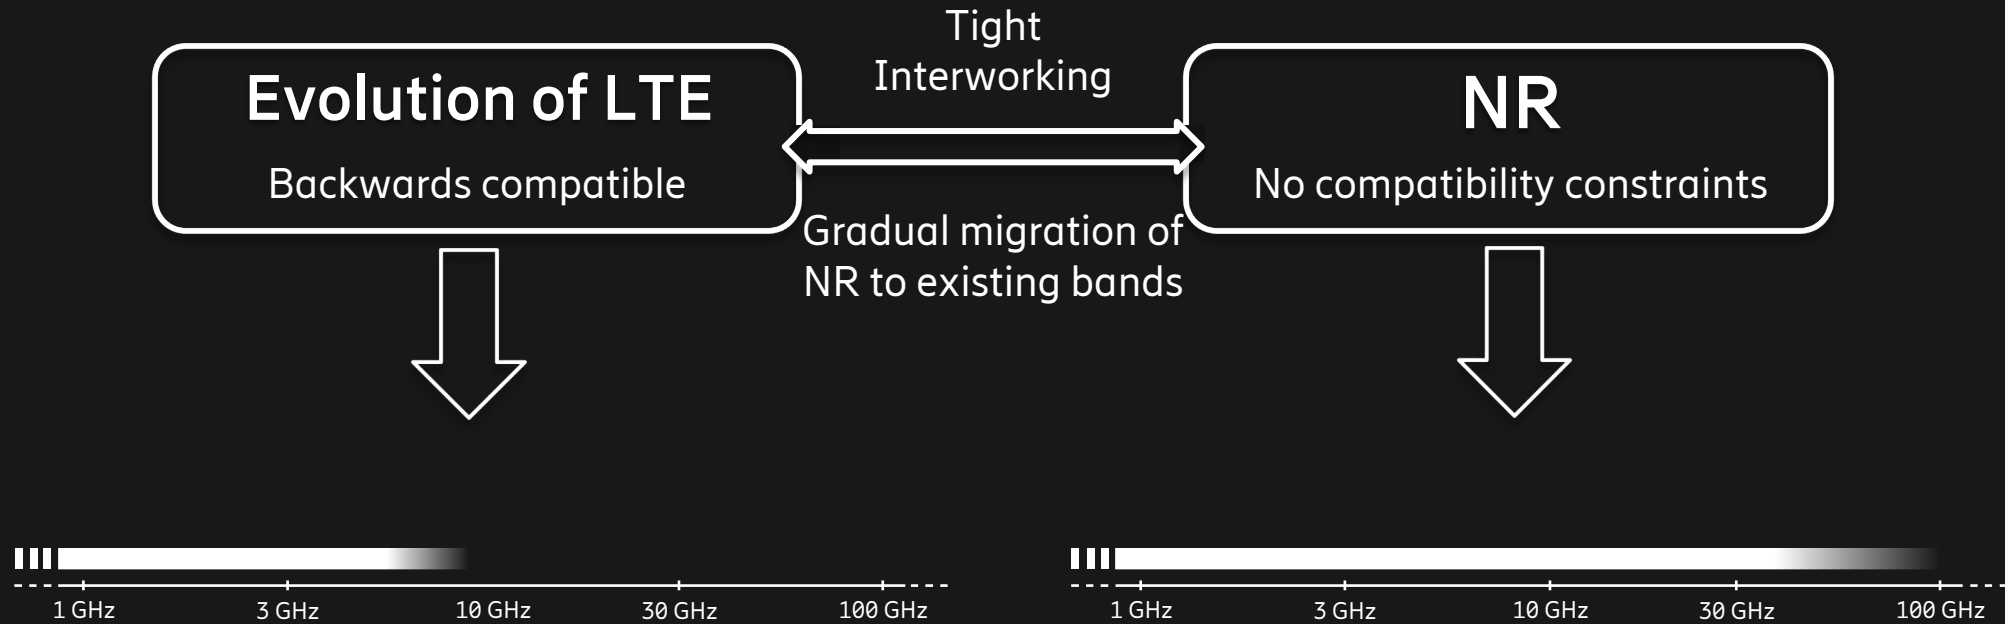 Tight
Interworking
Evolution of LTE
Backwards compatible
NR
No compatibility constraints
Gradual migration of
NR to existing bands
1 GHz 3 GHz 10 GHz 30 GHz 100 GHz
1 GHz 3 GHz 10 GHz 30 GHz 100 GHz